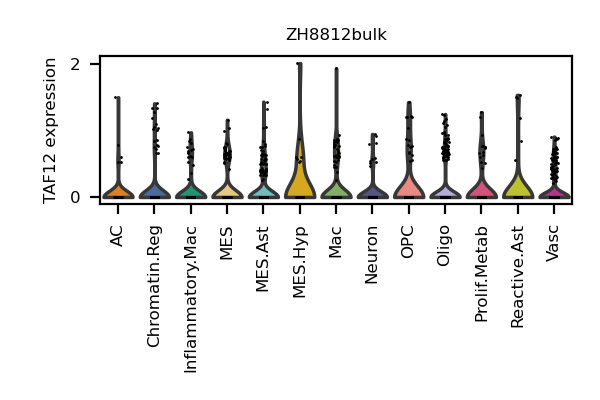 ZH8812bulk
TAF12 expression
2
0
AC
Chromatin.Reg
Inflammatory.Mac
MES
MES.Ast
MES.Hyp
Mac
Neuron
OPC
Oligo
Prolif.Metab
Reactive.Ast
Vasc